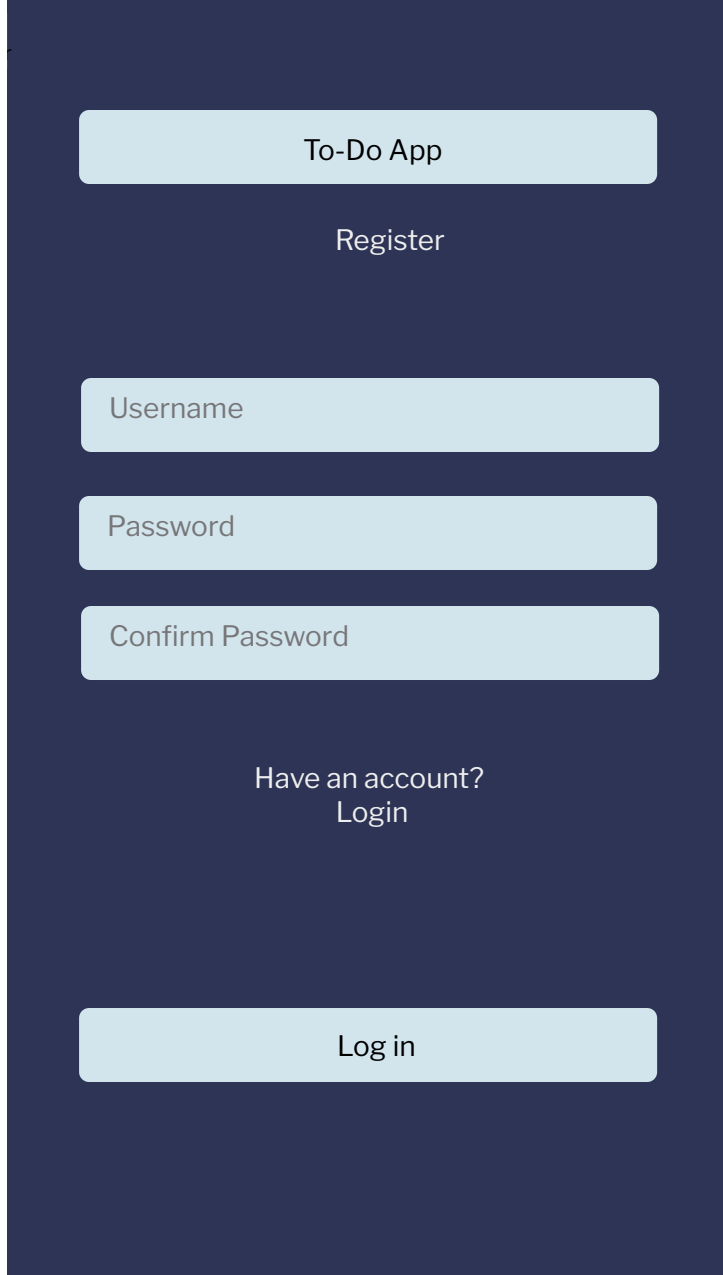 To-Do App
Register
Username
Password
Confirm Password
Have an account?
Login
Log in